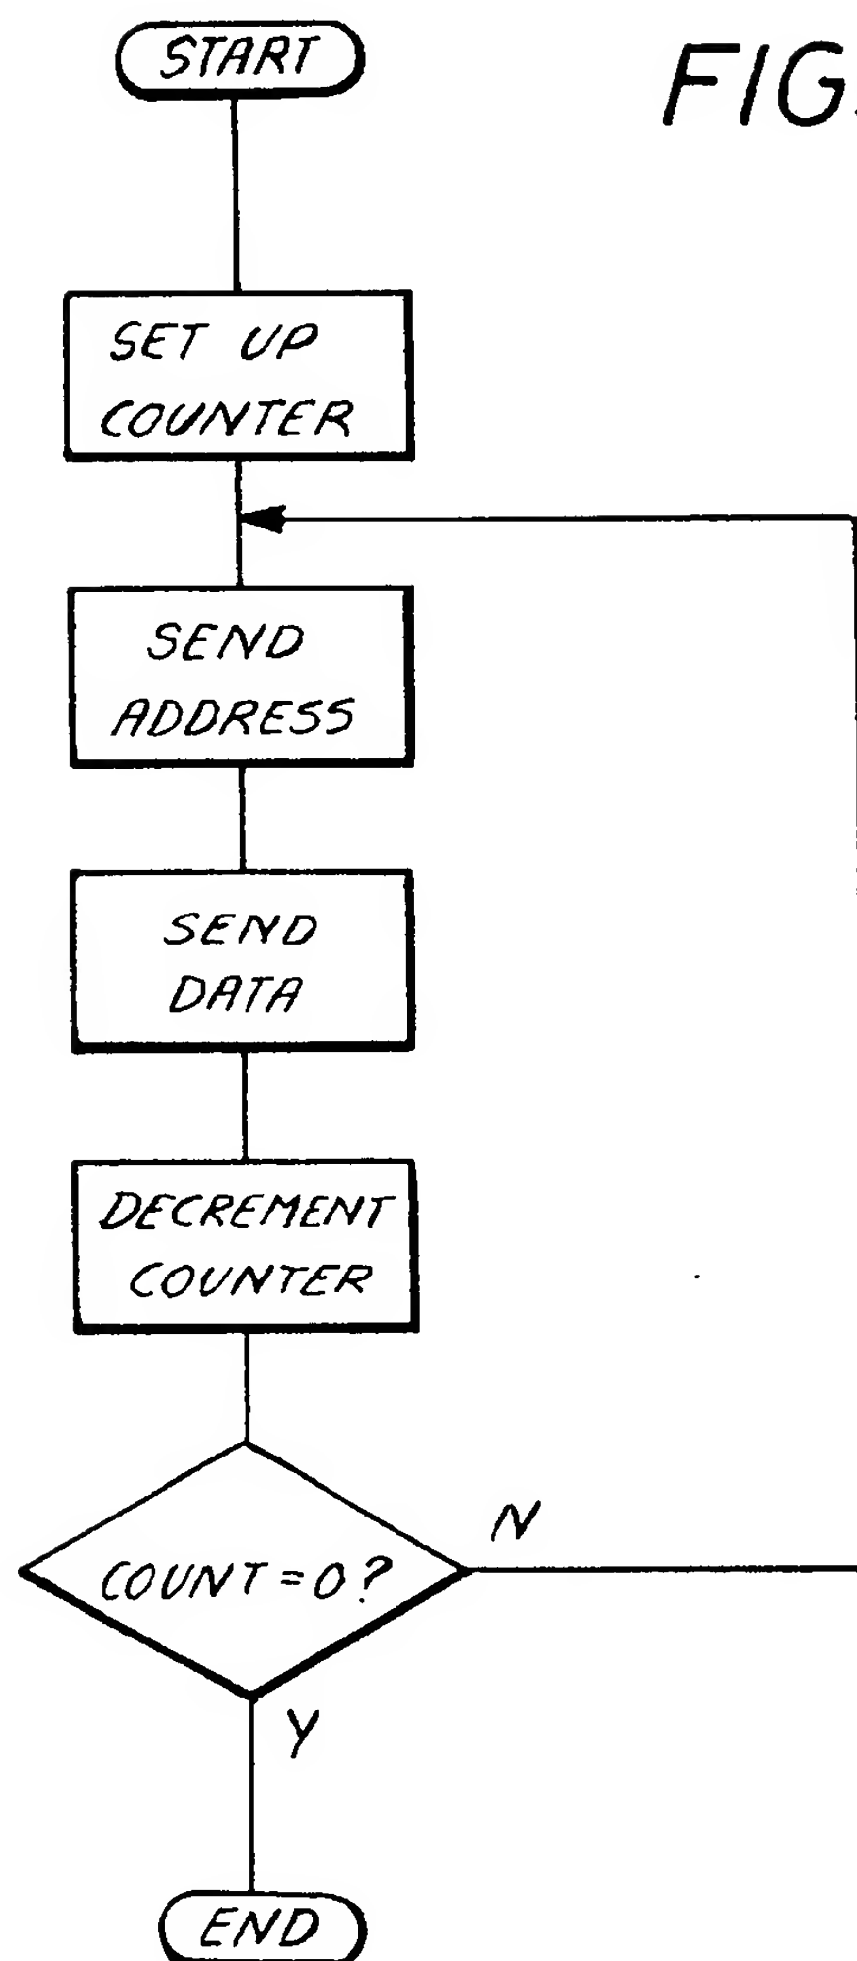 START
FIG.
SET UP
COUNTER
SEND
ADDRESS
SEND
DATA
DECREMENT
COUNTER
COUNT = 0?
N
Y
END